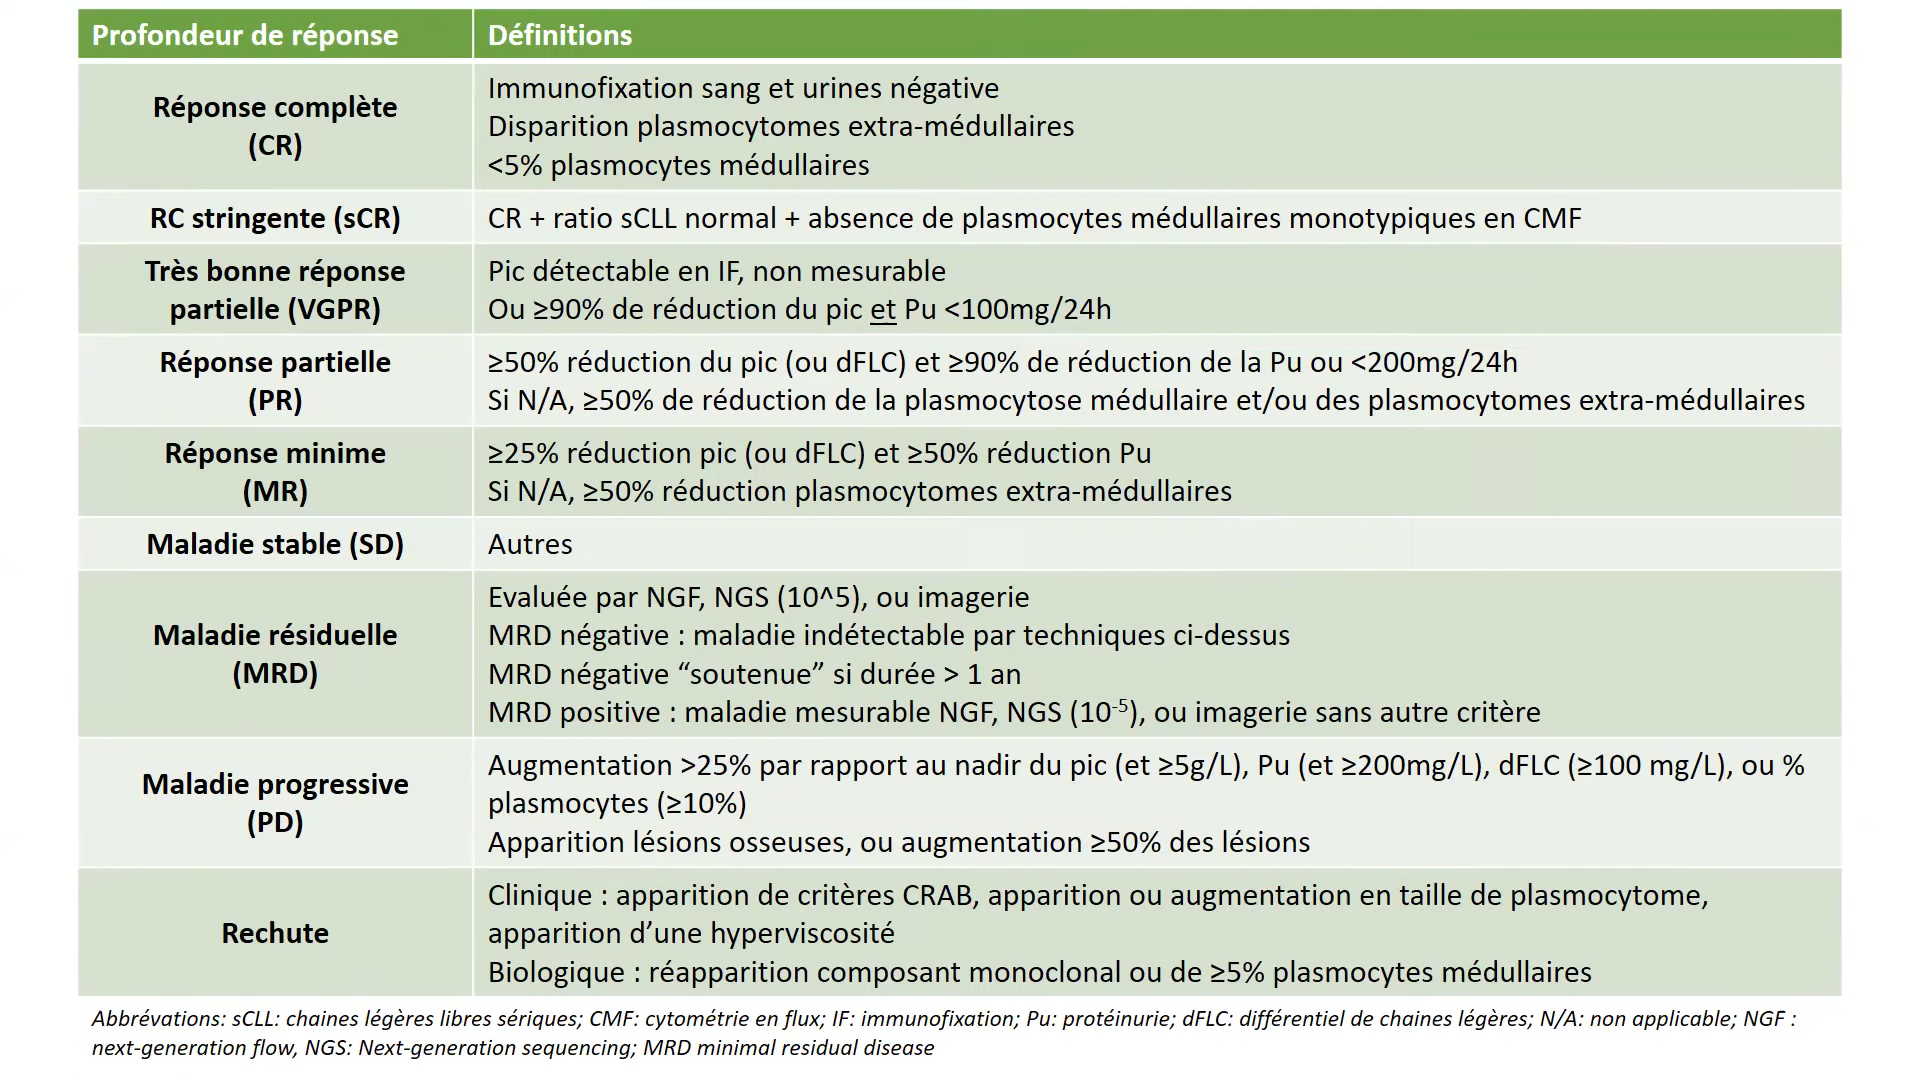 Profondeur de réponse
Définitions
Réponse complète
(CR)
Immunofixation sang et urines négative
Disparition plasmocytomes extra-médullaires
<5% plasmocytes médullaires
RC stringente (sCR)
CR + ratio sCLL normal + absence de plasmocytes médullaires monotypiques en CMF
Très bonne réponse
partielle (VGPR)
Pic détectable en IF, non mesurable
Ou ≥90% de réduction du pic et Pu <100mg/24h
Réponse partielle
(PR)
≥50% réduction du pic (ou dFLC) et ≥90% de réduction de la Pu ou <200mg/24h
Si N/A, ≥50% de réduction de la plasmocytose médullaire et/ou des plasmocytomes extra-médullaires
Réponse minime
(MR)
≥25% réduction pic (ou dFLC) et ≥50% réduction Pu
Si N/A, ≥50% réduction plasmocytomes extra-médullaires
Maladie stable (SD)
Autres
Maladie résiduelle
(MRD)
Evaluée par NGF, NGS (10^5), ou imagerie
MRD négative : maladie indétectable par techniques ci-dessus
MRD négative “soutenue” si durée > 1 an
MRD positive : maladie mesurable NGF, NGS (10⁻⁵), ou imagerie sans autre critère
Maladie progressive
(PD)
Augmentation >25% par rapport au nadir du pic (et ≥5g/L), Pu (et ≥200mg/L), dFLC (≥100 mg/L), ou %
plasmocytes (≥10%)
Apparition lésions osseuses, ou augmentation ≥50% des lésions
Rechute
Clinique : apparition de critères CRAB, apparition ou augmentation en taille de plasmocytome,
apparition d’une hyperviscosité
Biologique : réapparition composant monoclonal ou de ≥5% plasmocytes médullaires
Abbrévations: sCLL: chaines légères libres sériques; CMF: cytométrie en flux; IF: immunofixation; Pu: protéinurie; dFLC: différentiel de chaines légères; N/A: non applicable; NGF :
next-generation flow, NGS: Next-generation sequencing; MRD minimal residual disease